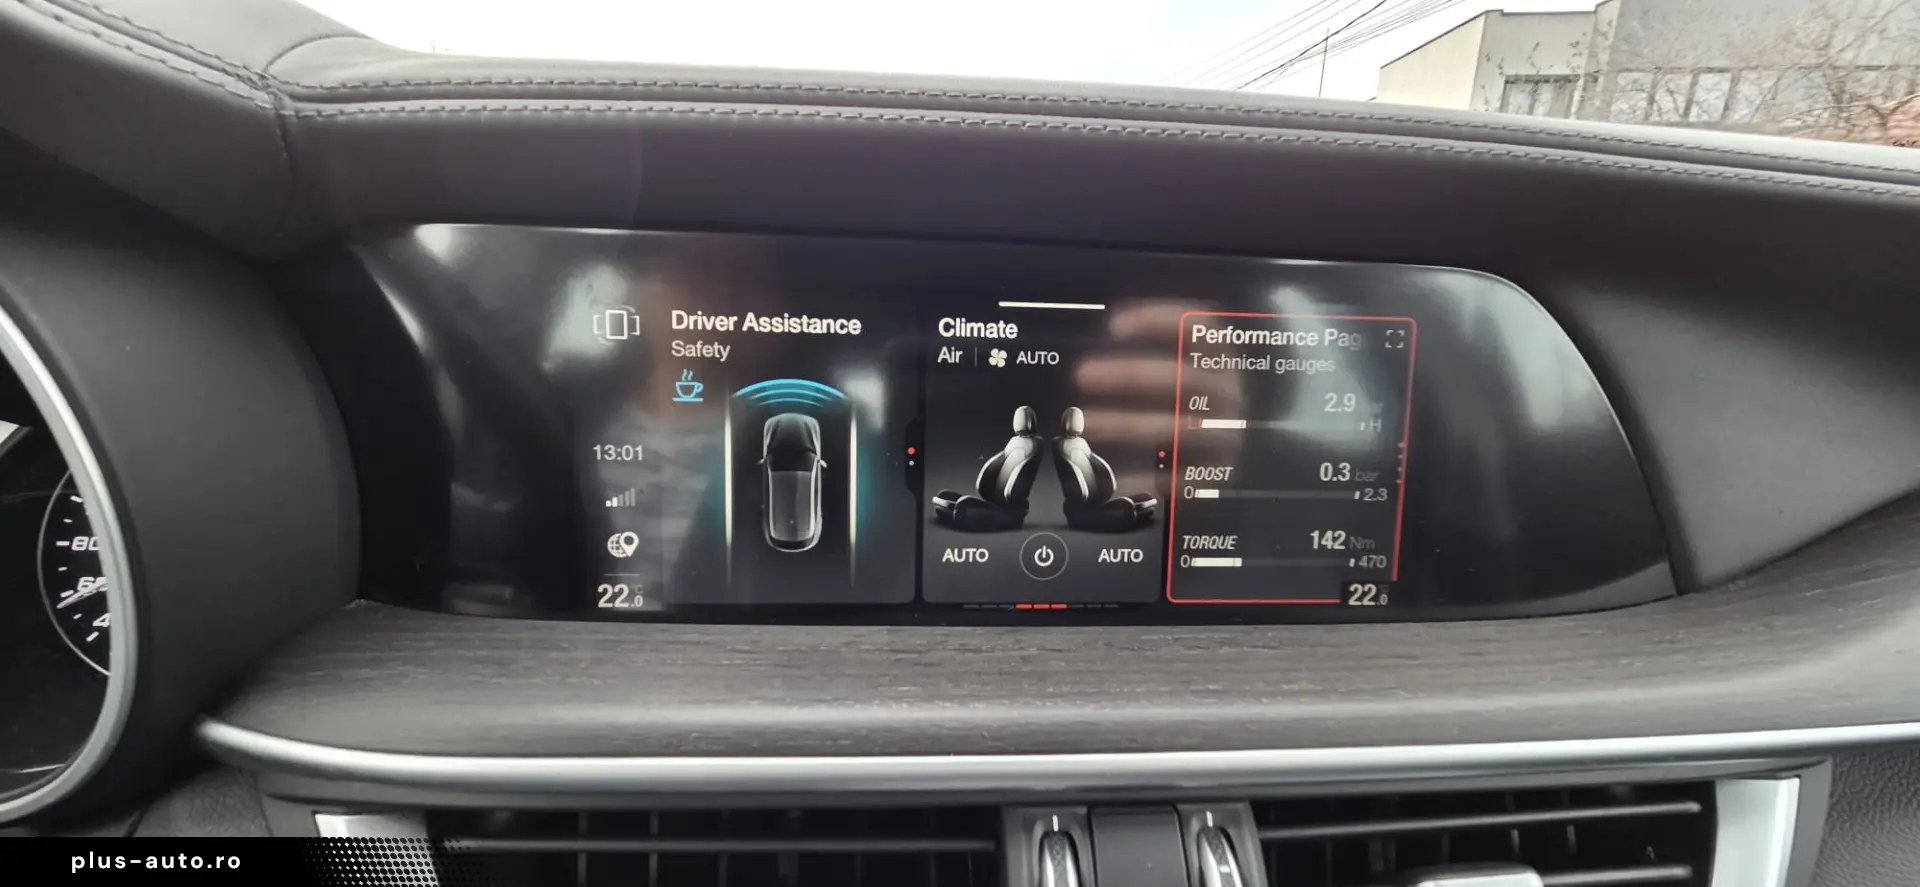 Driver Assistance
Safety
13:01
22.0
Climate
Air | AUTO
AUTO
AUTO
Performance Pag
Technical gauges
OIL 2.9
L H
BOOST 0.3 bar
0 2.3
TORQUE 142 Nm
0 470
22.0
80
plus-auto.ro